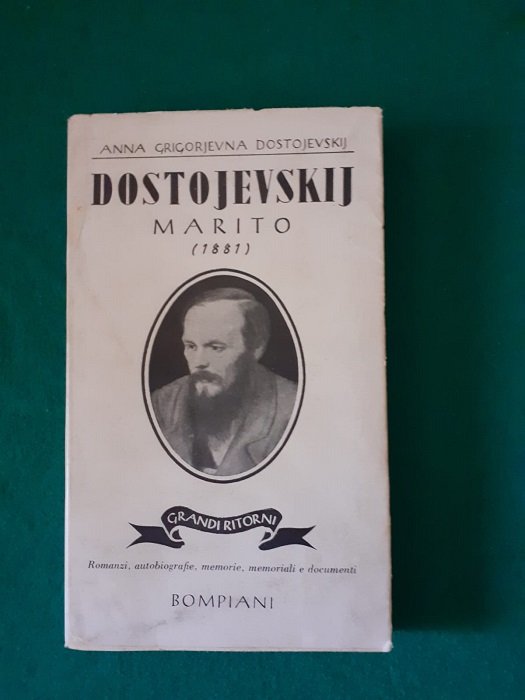 ANNA GRIGORJEVNA DOSTOJEVSKIJ
DOSTOJEVSKIJ
MARITO
(1881)
GRANDI RITORNI
Romanzi, autobiografie, memorie, memoriali e documenti
BOMPIANI